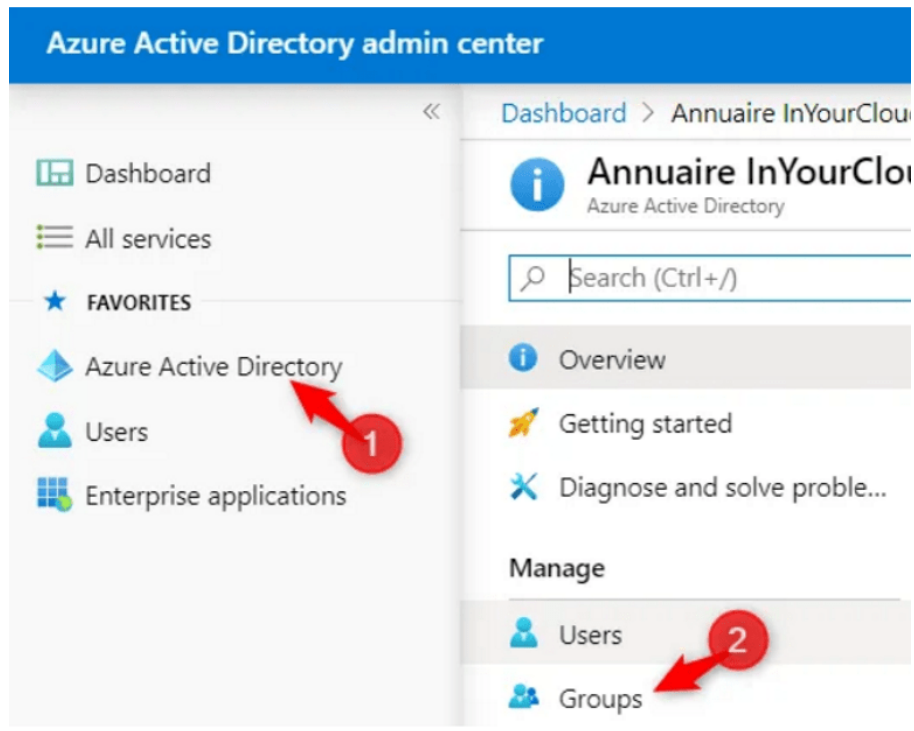 Azure Active Directory admin center
«
Dashboard
All services
FAVORITES
Azure Active Directory
1
Users
Enterprise applications
Dashboard > Annuaire InYourClou
Annuaire InYourClou
Azure Active Directory
Search (Ctrl+/)
Overview
Getting started
Diagnose and solve proble...
Manage
Users
2
Groups